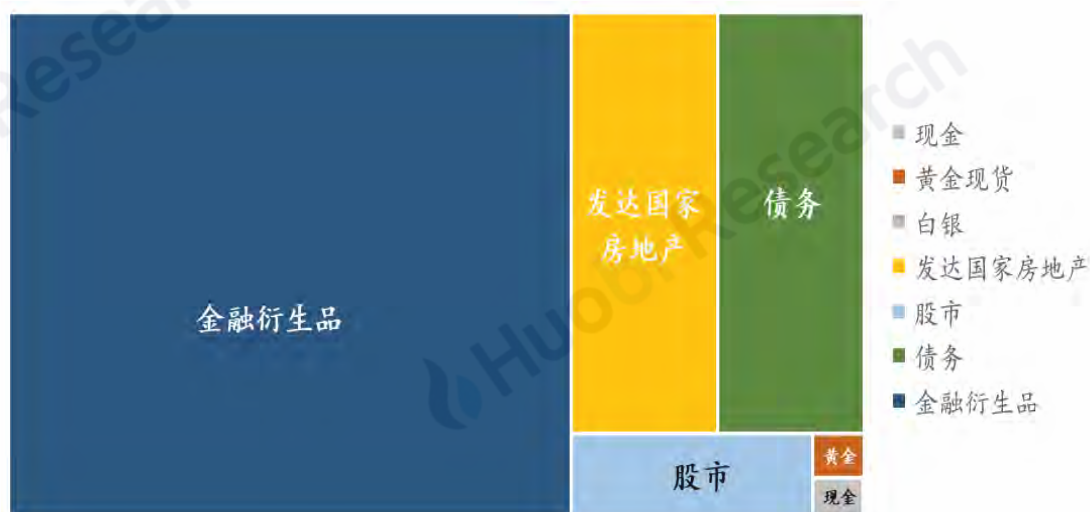 Research
金融衍生品
发达国家
房地产
债务
股市
黄金
现金
Huobi Research
现金
黄金现货
白银
发达国家房地产
股市
债务
金融衍生品